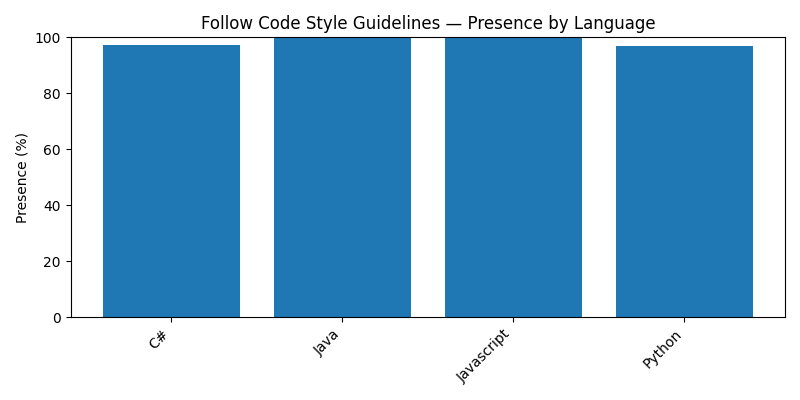 Follow Code Style Guidelines — Presence by Language
Presence (%)
100
80
60
40
20
0
C#
Java
Javascript
Python